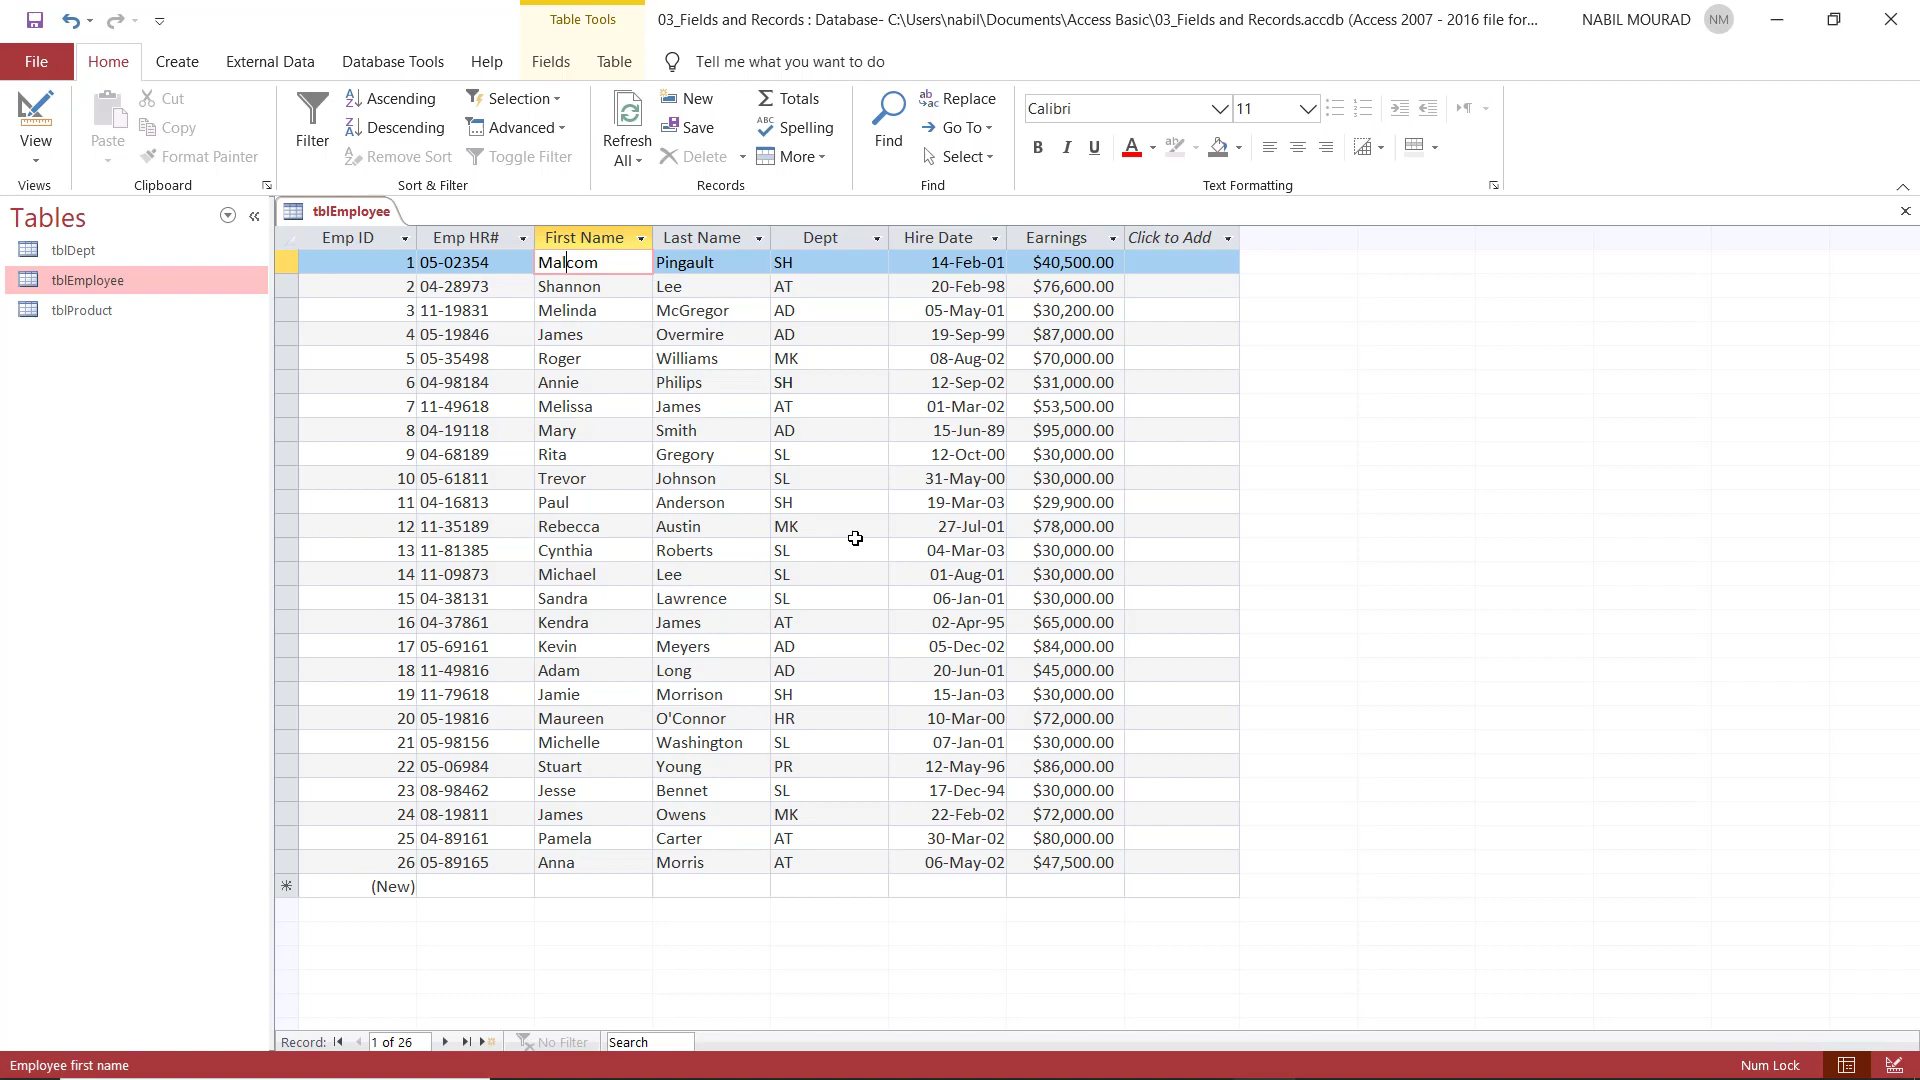 Table Tools
03_Fields and Records : Database- C:\Users\nabil\Documents\Access Basic\03_Fields and Records.accdb (Access 2007 - 2016 file for...
NABIL MOURAD NM
File Home Create External Data Database Tools Help Fields Table Tell me what you want to do
View
Views
Paste
Cut
Copy
Format Painter
Clipboard
Filter
Ascending
Descending
Remove Sort
Selection
Advanced
Toggle Filter
Sort & Filter
Refresh
All
New
Save
Delete
Totals
Spelling
More
Records
Find
Replace
Go To
Select
Find
Calibri 11
B I U A
Text Formatting
Tables
tblDept
tblEmployee
tblProduct
tblEmployee
Emp ID Emp HR# First Name Last Name Dept Hire Date Earnings Click to Add
1 05-02354 Malcom Pingault SH 14-Feb-01 $40,500.00
2 04-28973 Shannon Lee AT 20-Feb-98 $76,600.00
3 11-19831 Melinda McGregor AD 05-May-01 $30,200.00
4 05-19846 James Overmire AD 19-Sep-99 $87,000.00
5 05-35498 Roger Williams MK 08-Aug-02 $70,000.00
6 04-98184 Annie Philips SH 12-Sep-02 $31,000.00
7 11-49618 Melissa James AT 01-Mar-02 $53,500.00
8 04-19118 Mary Smith AD 15-Jun-89 $95,000.00
9 04-68189 Rita Gregory SL 12-Oct-00 $30,000.00
10 05-61811 Trevor Johnson SL 31-May-00 $30,000.00
11 04-16813 Paul Anderson SH 19-Mar-03 $29,900.00
12 11-35189 Rebecca Austin MK 27-Jul-01 $78,000.00
13 11-81385 Cynthia Roberts SL 04-Mar-03 $30,000.00
14 11-09873 Michael Lee SL 01-Aug-01 $30,000.00
15 04-38131 Sandra Lawrence SL 06-Jan-01 $30,000.00
16 04-37861 Kendra James AT 02-Apr-95 $65,000.00
17 05-69161 Kevin Meyers AD 05-Dec-02 $84,000.00
18 11-49816 Adam Long AD 20-Jun-01 $45,000.00
19 11-79618 Jamie Morrison SH 15-Jan-03 $30,000.00
20 05-19816 Maureen O'Connor HR 10-Mar-00 $72,000.00
21 05-98156 Michelle Washington SL 07-Jan-01 $30,000.00
22 05-06984 Stuart Young PR 12-May-96 $86,000.00
23 08-98462 Jesse Bennet SL 17-Dec-94 $30,000.00
24 08-19811 James Owens MK 22-Feb-02 $72,000.00
25 04-89161 Pamela Carter AT 30-Mar-02 $80,000.00
26 05-89165 Anna Morris AT 06-May-02 $47,500.00
(New)
Record: 1 of 26 No Filter Search
Employee first name
Num Lock